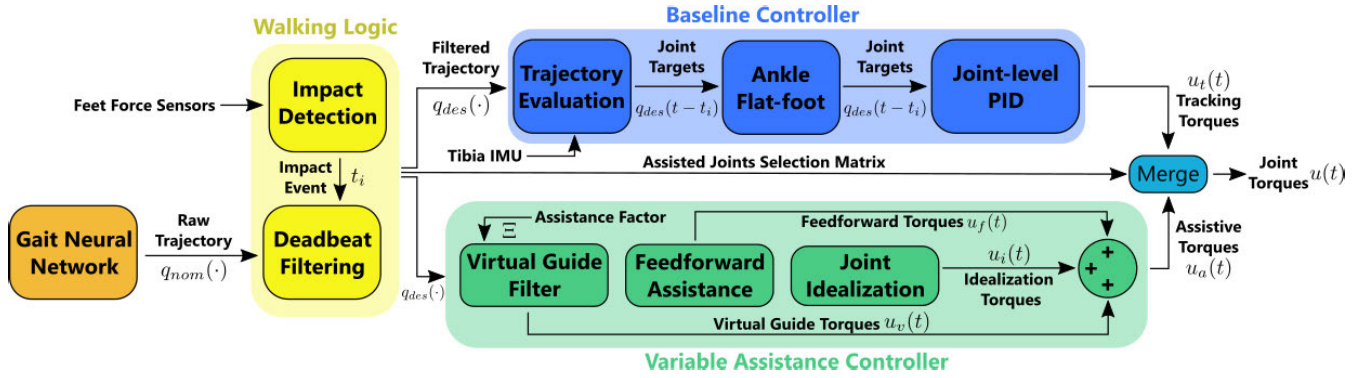 Walking Logic
Baseline Controller
Feet Force Sensors
Impact
Detection
Filtered
Trajectory
q_des(·)
Trajectory
Evaluation
Joint
Targets
q_des(t − t_i)
Ankle
Flat-foot
Joint
Targets
q_des(t − t_i)
Joint-level
PID
u_t(t)
Tracking
Torques
Tibia IMU
Assisted Joints Selection Matrix
Merge
Joint
Torques u(t)
Impact
Event
t_i
Gait Neural
Network
Raw
Trajectory
q_nom(·)
Deadbeat
Filtering
q_des(·)
Assistance Factor
Ξ
Virtual Guide
Filter
Feedforward Torques u_f(t)
Feedforward
Assistance
Joint
Idealization
u_i(t)
Idealization
Torques
+
+
+
Assistive
Torques
u_a(t)
Virtual Guide Torques u_v(t)
Variable Assistance Controller